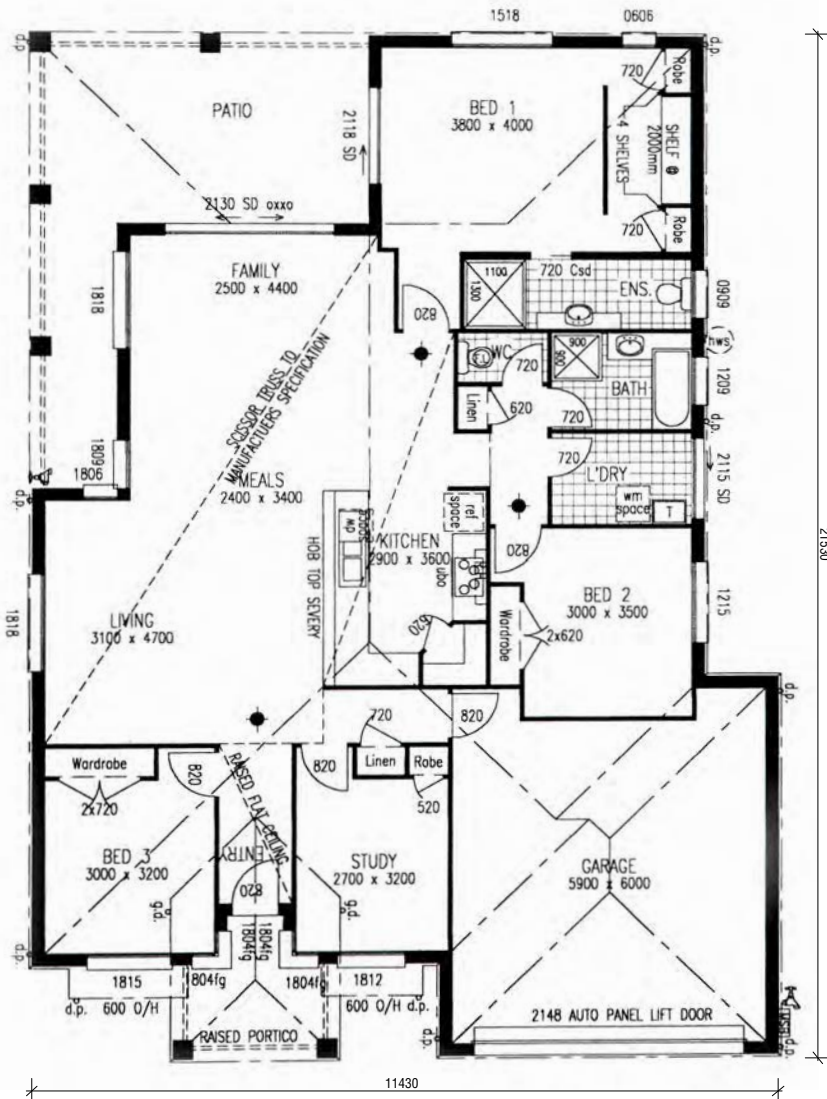 1518
0606
d.p
d.p.
720
Robe
PATIO
BED 1
3800 x 4000
2118 SD
4 SHELVES
SHELF @
2000mm
2130 SD oxxo
720
Robe
FAMILY
2500 x 4400
1818
1100
1300
720 Csd
ENS.
0909
820
hws
SCISSOR TRUSS TO
MANUFACTUERS SPECIFICATION
WC
720
900
900
BATH
1209
Linen
620
720
d.p.
1809
1806
d.p.
MEALS
2400 x 3400
720
L'DRY
2115 SD
wm
space
T
ref
space
HOB TOP SEVERY
wp
KITCHEN
2900 x 3600
ubo
820
21530
BED 2
3000 x 3500
1215
1818
LIVING
3100 x 4700
620
Wardrobe
2x620
d.p.
720
820
Wardrobe
820
RAISED FLAT CEILING
820
Linen
Robe
2x720
520
BED 3
3000 x 3200
ENTRY
STUDY
2700 x 3200
GARAGE
5900 x 6000
820
g.d.
g.d.
d.p.
1804fg
1804fg
d.p.
1815
1804fg
1804fg
1812
d.p.
600 O/H
600 O/H
d.p.
2148 AUTO PANEL LIFT DOOR
RAISED PORTICO
d.p.
d.p.
11430